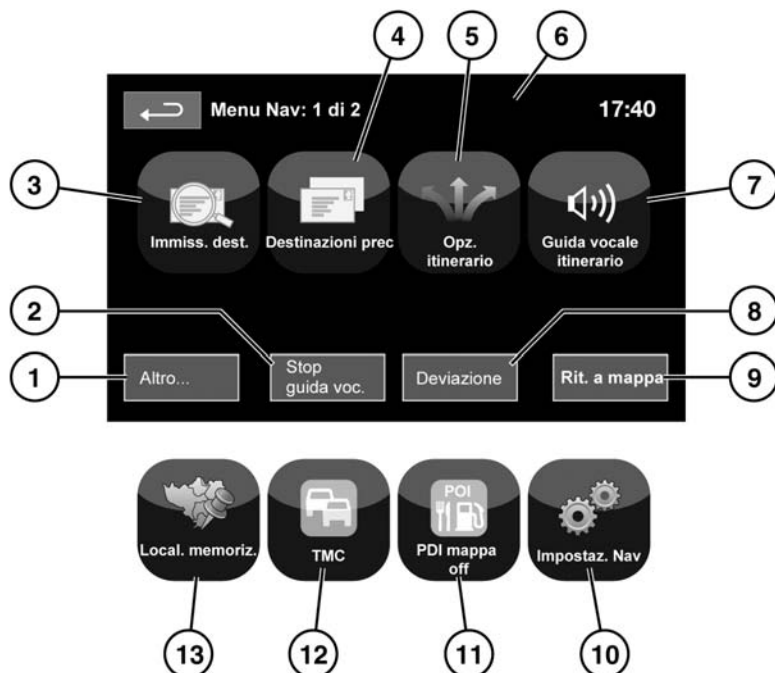 4
5
6
Menu Nav: 1 di 2
17:40
3
7
Immiss. dest.
Destinazioni prec
Opz.
itinerario
Guida vocale
itinerario
2
8
1
Altro...
Stop
guida voc.
Deviazione
Rit. a mappa
9
POI
Local. memoriz.
TMC
PDI mappa
off
Impostaz. Nav
13
12
11
10